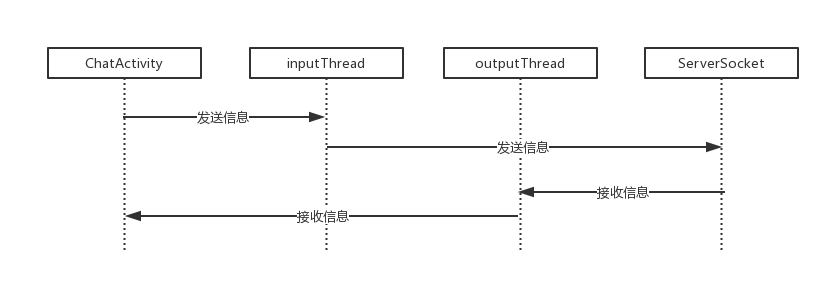 ChatActivity
inputThread
outputThread
ServerSocket
发送信息
发送信息
接收信息
接收信息